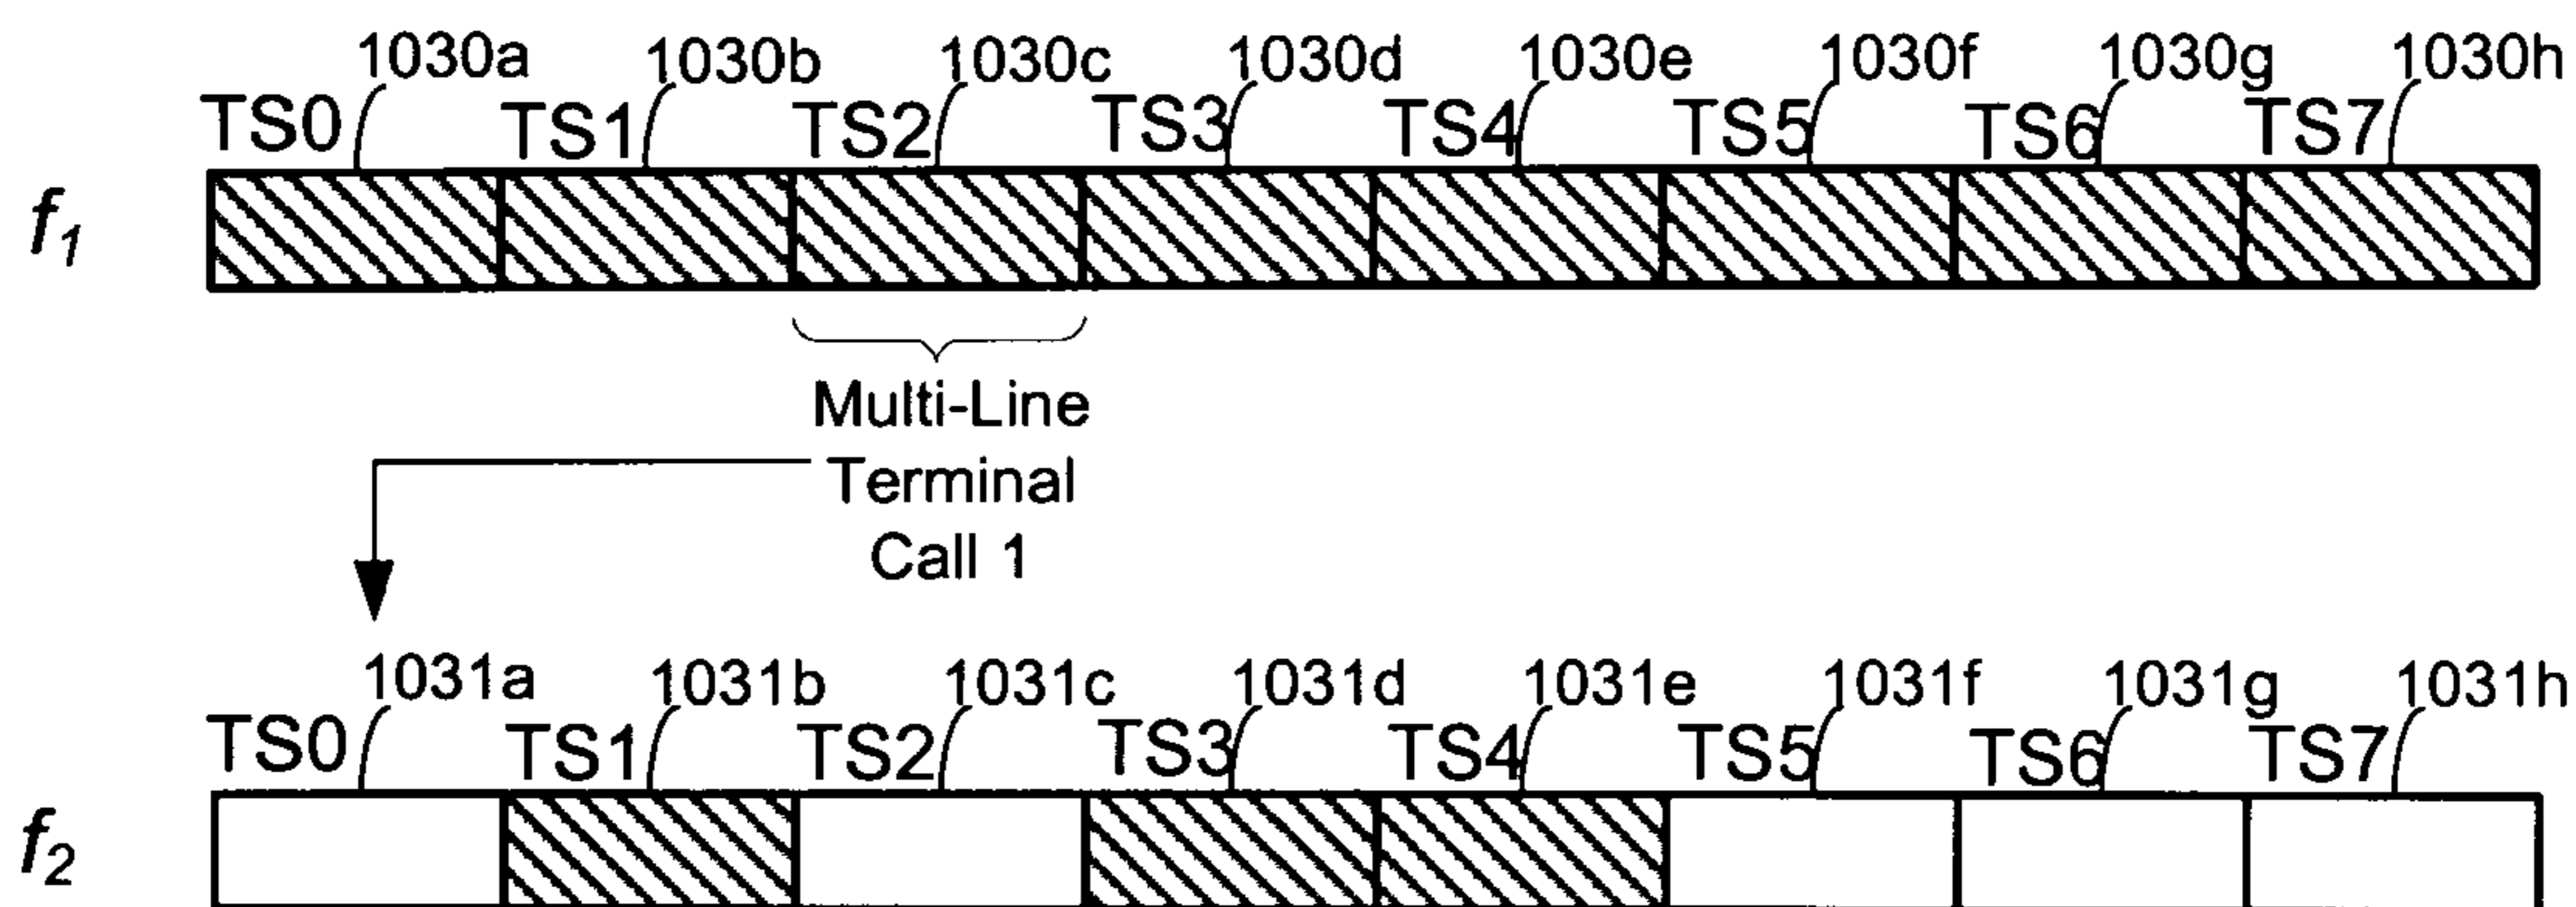 1030a 1030b 1030c 1030d 1030e 1030f 1030g 1030h
TS0 TS1 TS2 TS3 TS4 TS5 TS6 TS7
f1
Multi-Line
Terminal
Call 1
1031a 1031b 1031c 1031d 1031e 1031f 1031g 1031h
TS0 TS1 TS2 TS3 TS4 TS5 TS6 TS7
f2